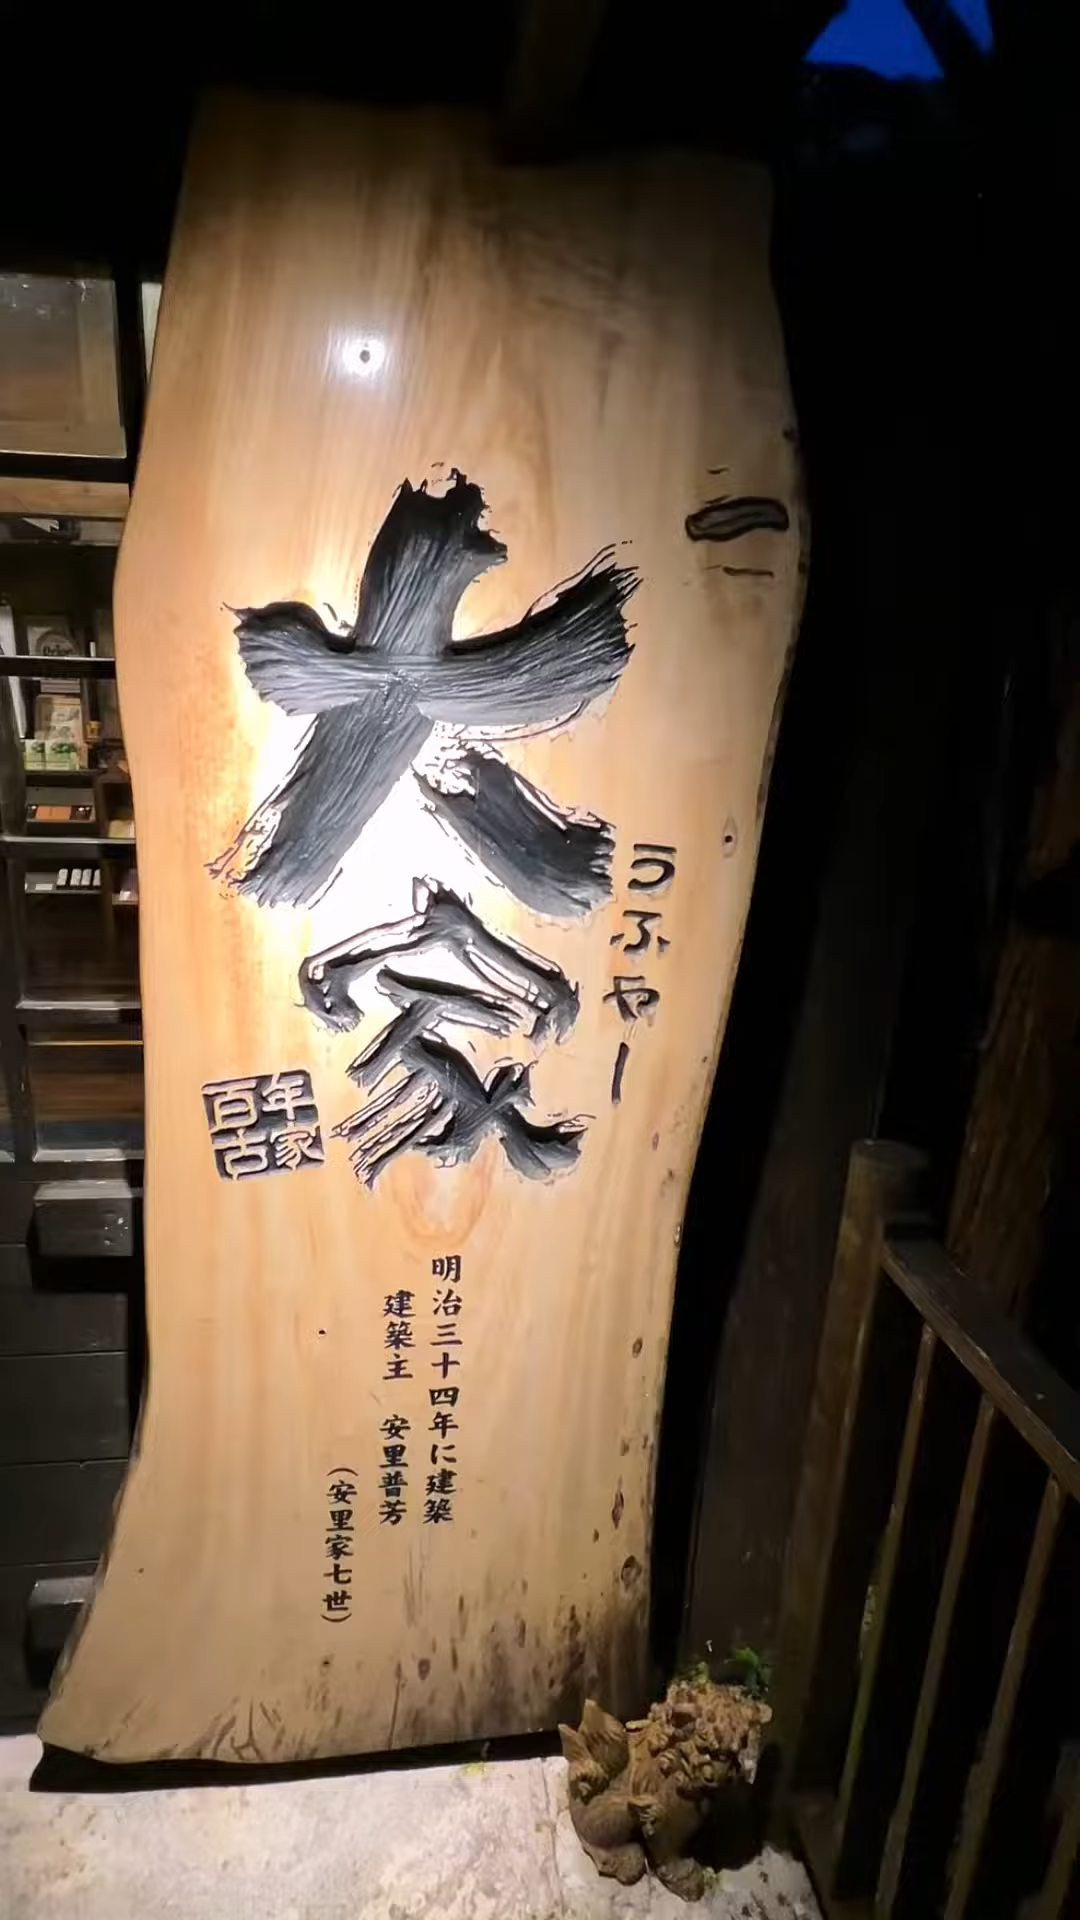 大家
うふやー
百年
古家
明治三十四年に建築
建築主 安里普芳
(安里家七世)